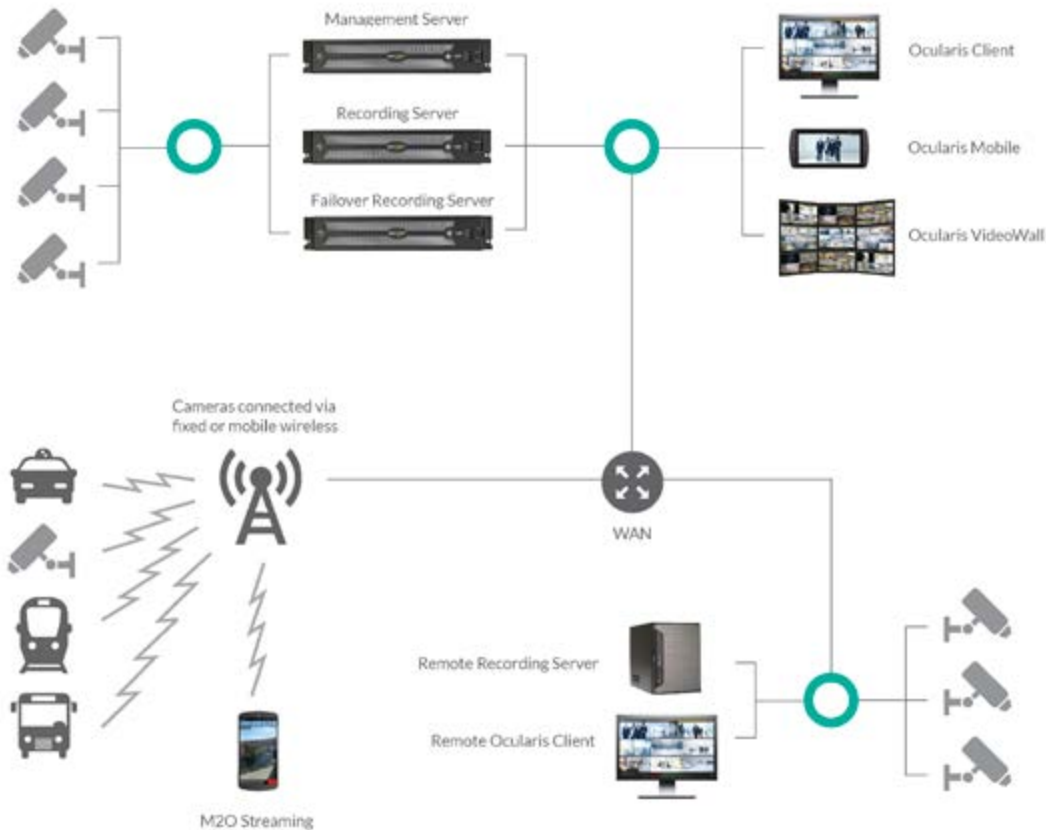 Management Server
Ocularis Client
Recording Server
Ocularis Mobile
Failover Recording Server
Ocularis VideoWall
Cameras connected via
fixed or mobile wireless
WAN
Remote Recording Server
Remote Ocularis Client
M2O Streaming